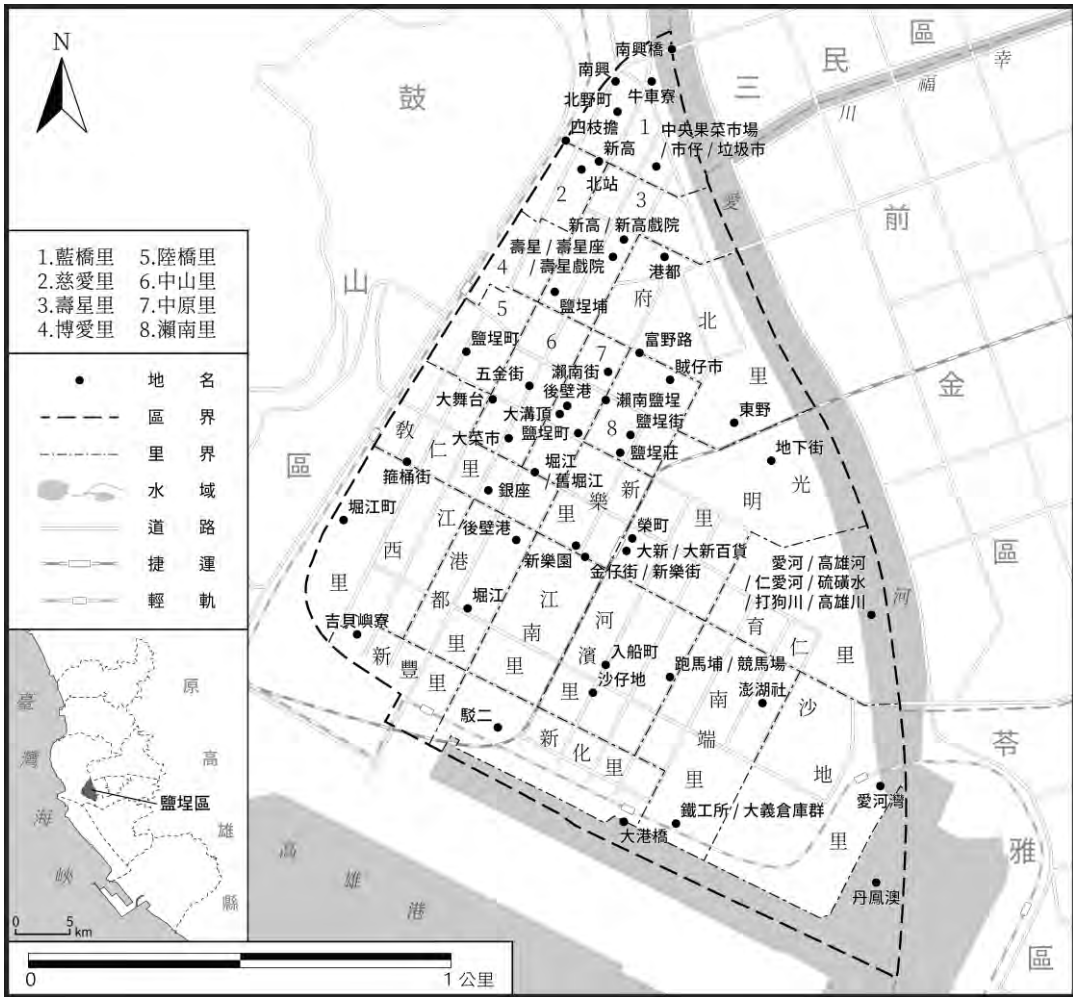 N
1.藍橋里 5.陸橋里
2.慈愛里 6.中山里
3.壽星里 7.中原里
4.博愛里 8.瀨南里
地名
區界
里界
水域
道路
捷運
輕軌
臺灣海峽
原高雄縣
鹽埕區
0 5
km
0 1 公里
鼓山區
三民區
前金區
苓雅區
幸福川
愛河
高雄港
南興橋
南興
牛車寮
北野町
四枝擔
1
中央果菜市場
/ 市仔 / 垃圾市
新高
北站
2
3
新高 / 新高戲院
壽星 / 壽星座
/ 壽星戲院
港都
4
鹽埕埔
府北里
5
鹽埕町
6
7
富野路
五金街
瀨南街
賊仔市
後壁港
大舞台
瀨南鹽埕
大溝頂
鹽埕町
8
鹽埕街
東野
大菜市
鹽埕莊
地下街
教仁里
箍桶街
堀江
/ 舊堀江
銀座
新樂里
光明里
堀江町
後壁港
榮町
大新 / 大新百貨
新樂園
金仔街 / 新樂街
愛河 / 高雄河
/ 仁愛河 / 硫磺水
/ 打狗川 / 高雄川
江西里
港都里
堀江
江南里
河濱里
育仁里
吉貝嶼寮
新豐里
入船町
跑馬埔 / 競馬場
沙仔地
澎湖社
南端里
沙地里
駁二
新化里
愛河灣
大港橋
鐵工所 / 大義倉庫群
丹鳳澳